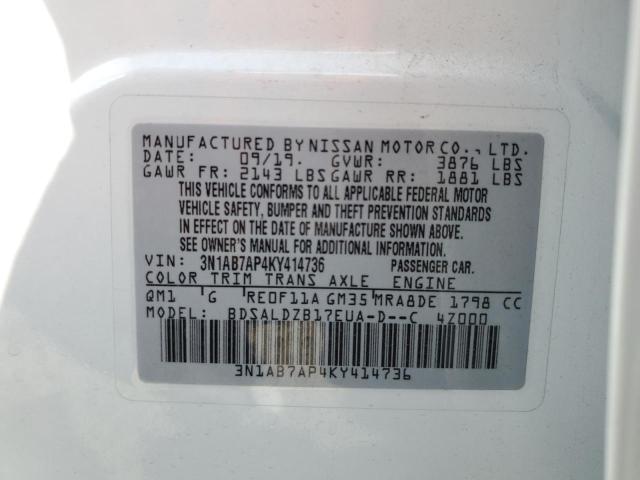 MANUFACTURED BY NISSAN MOTOR CO., LTD.
DATE: 09/19. GVWR: 3876 LBS
GAWR FR: 2143 LBS GAWR RR: 1881 LBS
THIS VEHICLE CONFORMS TO ALL APPLICABLE FEDERAL MOTOR
VEHICLE SAFETY, BUMPER AND THEFT PREVENTION STANDARDS
IN EFFECT ON THE DATE OF MANUFACTURE SHOWN ABOVE.
SEE OWNER'S MANUAL FOR ADDITIONAL INFORMATION.
VIN: 3N1AB7AP4KY414736 PASSENGER CAR.
COLOR TRIM TRANS AXLE ENGINE
QM1 G RE0F11A GM35 MRA8DE 1798 CC
MODEL: BDSALDZB17EUA-D--C 4Z000
3N1AB7AP4KY414736